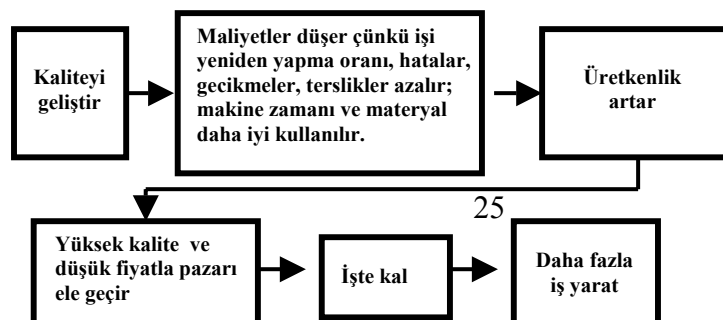 Kaliteyi
geliştir
Maliyetler düşer çünkü işi
yeniden yapma oranı, hatalar,
gecikmeler, terslikler azalır;
makine zamanı ve materyal
daha iyi kullanılır.
Üretkenlik
artar
25
Yüksek kalite ve
düşük fiyatla pazarı
ele geçir
İşte kal
Daha fazla
iş yarat